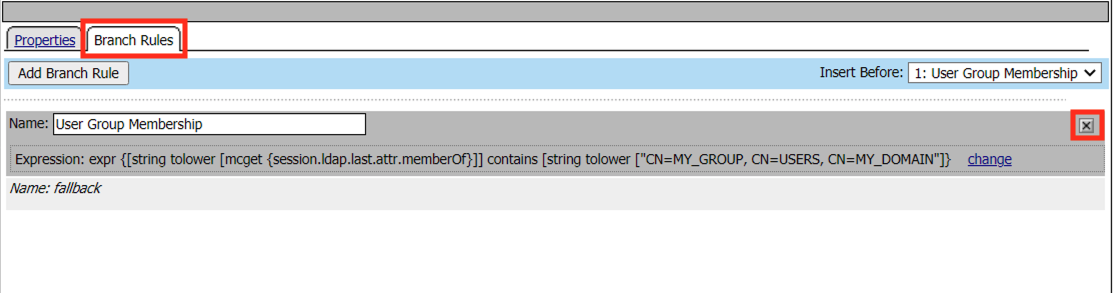 Properties Branch Rules
Add Branch Rule Insert Before: 1: User Group Membership
Name: User Group Membership
Expression: expr {[string tolower [mcget {session.ldap.last.attr.memberOf}]] contains [string tolower ["CN=MY_GROUP, CN=USERS, CN=MY_DOMAIN"]} change
Name: fallback